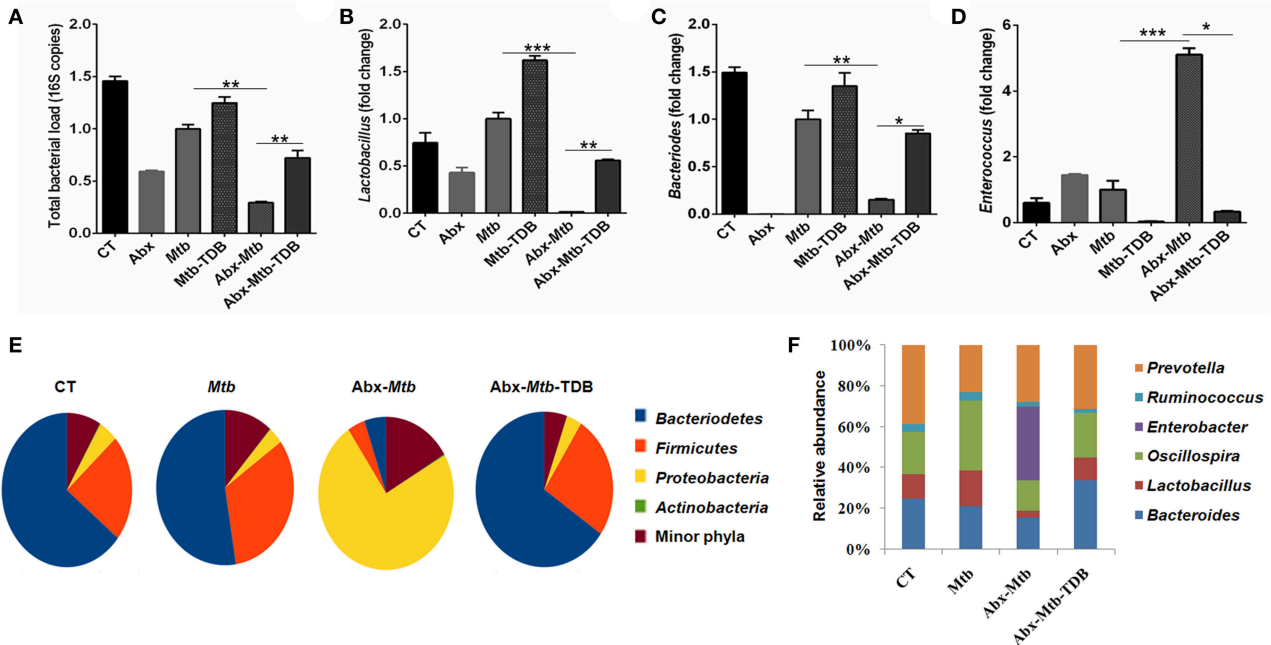 A
Total bacterial load (16S copies)
2.0
1.5
1.0
0.5
0.0
**
**
CT
Abx
Mtb
Mtb-TDB
Abx-Mtb
Abx-Mtb-TDB
B
Lactobacillus (fold change)
2.0
1.5
1.0
0.5
0.0
***
**
CT
Abx
Mtb
Mtb-TDB
Abx-Mtb
Abx-Mtb-TDB
C
Bacteriodes (fold change)
2.0
1.5
1.0
0.5
0.0
**
*
CT
Abx
Mtb
Mtb-TDB
Abx-Mtb
Abx-Mtb-TDB
D
Enterococcus (fold change)
6
4
2
0
***
*
CT
Abx
Mtb
Mtb-TDB
Abx-Mtb
Abx-Mtb-TDB
E
CT
Mtb
Abx-Mtb
Abx-Mtb-TDB
Bacteriodetes
Firmicutes
Proteobacteria
Actinobacteria
Minor phyla
F
Relative abundance
100%
80%
60%
40%
20%
0%
CT
Mtb
Abx-Mtb
Abx-Mtb-TDB
Prevotella
Ruminococcus
Enterobacter
Oscillospira
Lactobacillus
Bacteroides